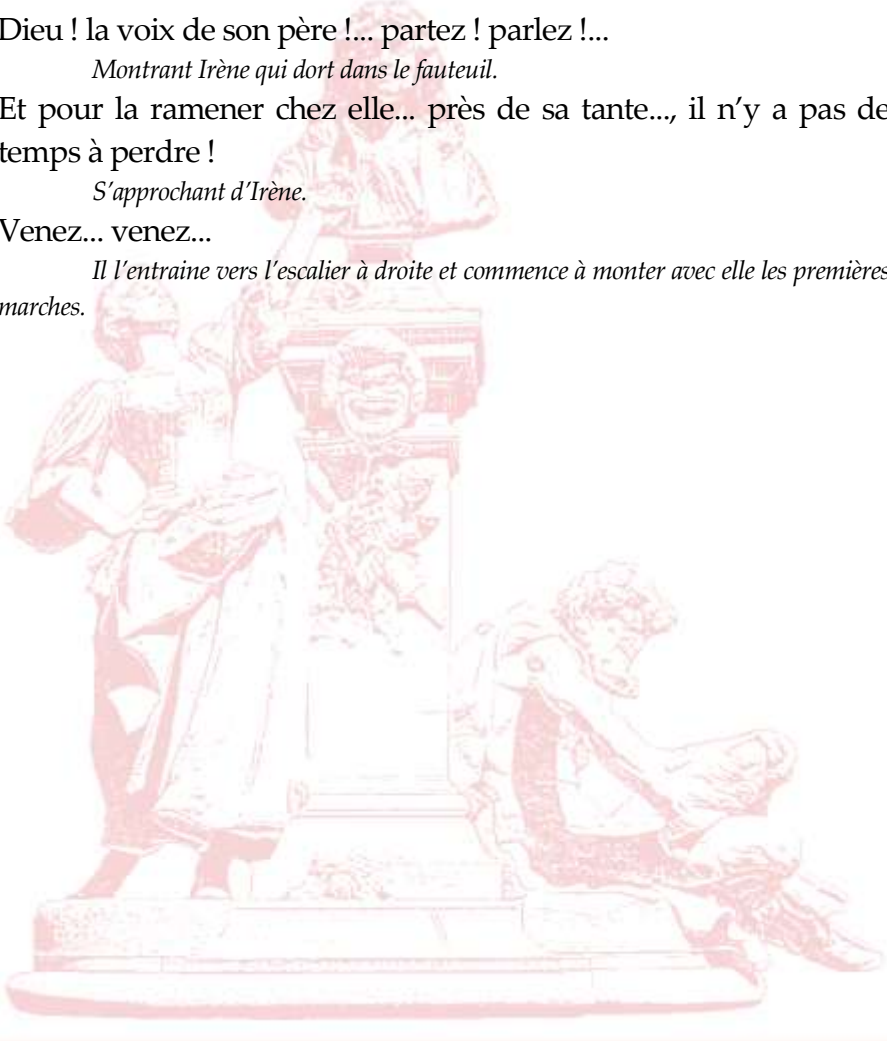 Dieu ! la voix de son père !... partez ! parlez !...
Montrant Irène qui dort dans le fauteuil.
Et pour la ramener chez elle... près de sa tante..., il n’y a pas de
temps à perdre !
S’approchant d’Irène.
Venez... venez...
Il l’entraine vers l’escalier à droite et commence à monter avec elle les premières
marches.